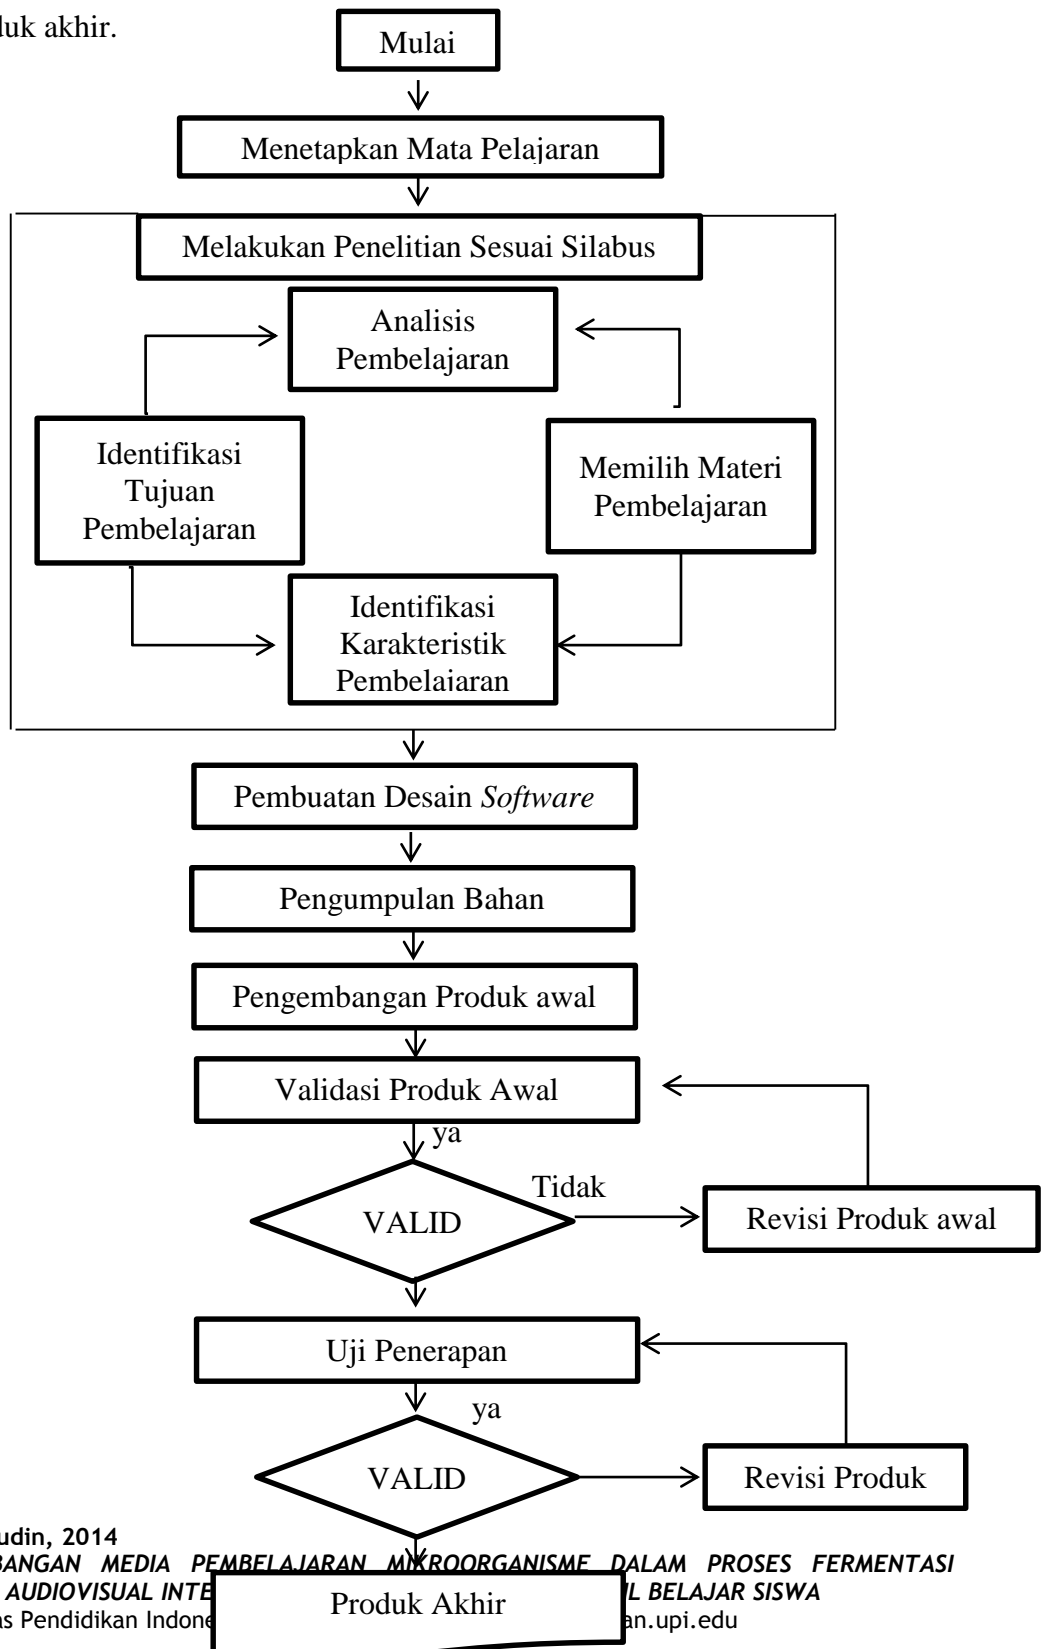 duk akhir.
Mulai
Menetapkan Mata Pelajaran
Melakukan Penelitian Sesuai Silabus
Analisis
Pembelajaran
Identifikasi
Tujuan
Pembelajaran
Memilih Materi
Pembelajaran
Identifikasi
Karakteristik
Pembelajaran
Pembuatan Desain Software
Pengumpulan Bahan
Pengembangan Produk awal
Validasi Produk Awal
ya
Tidak
VALID
Revisi Produk awal
Uji Penerapan
ya
VALID
Revisi Produk
udin, 2014
BANGAN MEDIA PEMBELAJARAN MIKROORGANISME DALAM PROSES FERMENTASI
AUDIOVISUAL INTE IL BELAJAR SISWA
as Pendidikan Indone an.upi.edu
Produk Akhir